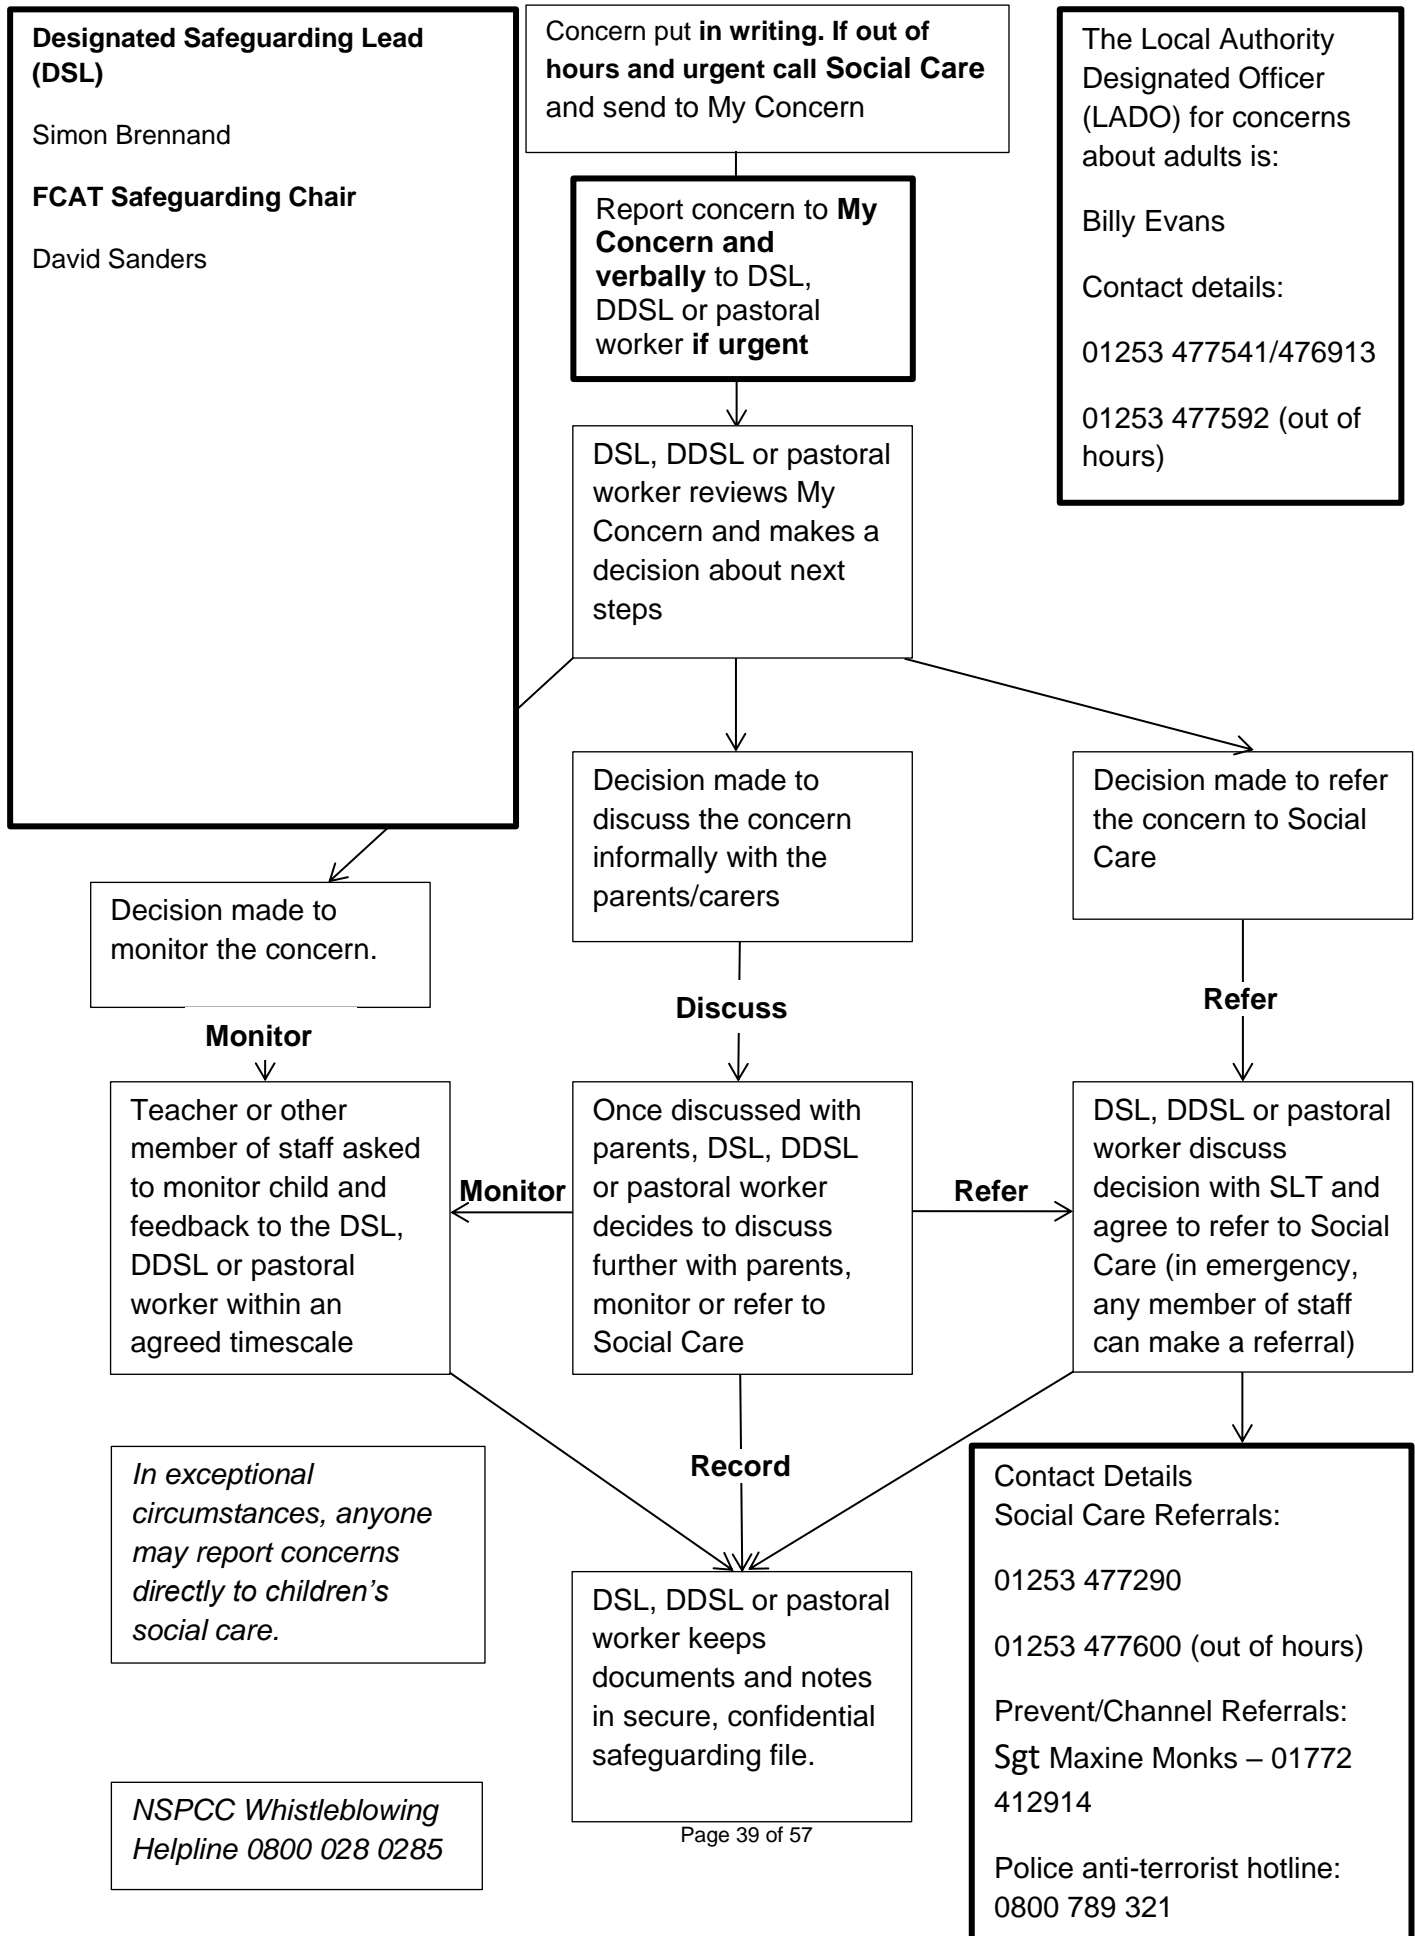 Designated Safeguarding Lead
(DSL)
Simon Brennand
FCAT Safeguarding Chair
David Sanders
Concern put in writing. If out of
hours and urgent call Social Care
and send to My Concern
The Local Authority
Designated Officer
(LADO) for concerns
about adults is:
Billy Evans
Contact details:
01253 477541/476913
01253 477592 (out of
hours)
Report concern to My
Concern and
verbally to DSL,
DDSL or pastoral
worker if urgent
DSL, DDSL or pastoral
worker reviews My
Concern and makes a
decision about next
steps
Decision made to
monitor the concern.
Decision made to
discuss the concern
informally with the
parents/carers
Decision made to refer
the concern to Social
Care
Monitor
Discuss
Refer
Teacher or other
member of staff asked
to monitor child and
feedback to the DSL,
DDSL or pastoral
worker within an
agreed timescale
Monitor
Once discussed with
parents, DSL, DDSL
or pastoral worker
decides to discuss
further with parents,
monitor or refer to
Social Care
Refer
DSL, DDSL or pastoral
worker discuss
decision with SLT and
agree to refer to Social
Care (in emergency,
any member of staff
can make a referral)
In exceptional
circumstances, anyone
may report concerns
directly to children’s
social care.
Record
DSL, DDSL or pastoral
worker keeps
documents and notes
in secure, confidential
safeguarding file.
Contact Details
Social Care Referrals:
01253 477290
01253 477600 (out of hours)
Prevent/Channel Referrals:
Sgt Maxine Monks – 01772
412914
Police anti-terrorist hotline:
0800 789 321
NSPCC Whistleblowing
Helpline 0800 028 0285
Page 39 of 57